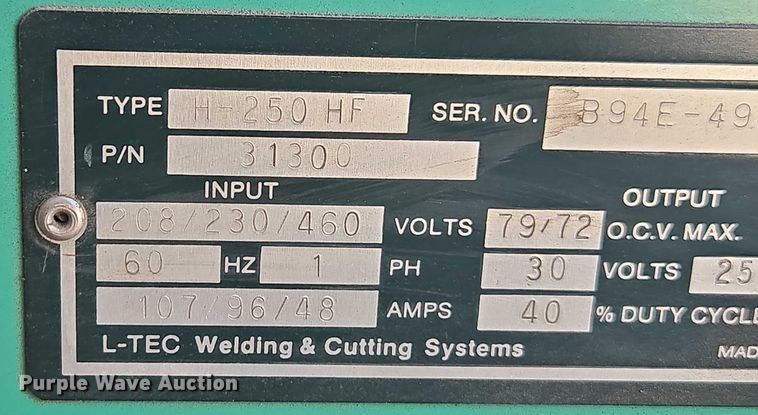 TYPE H-250 HF SER. NO. B94E-49
P/N 31300
INPUT OUTPUT
208/230/460 VOLTS 79/72 O.C.V. MAX.
60 HZ 1 PH 30 VOLTS 25
107/96/48 AMPS 40 % DUTY CYCLE
L-TEC Welding & Cutting Systems MAD
Purple Wave Auction